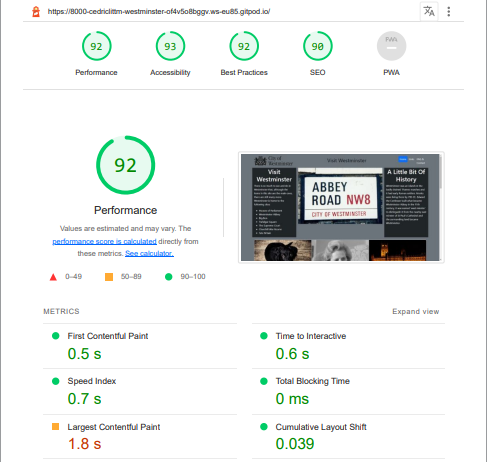 https://8000-cedriclittm-westminster-of4v5o8bggv.ws-eu85.gitpod.io/
92
93
92
90
PWA
Performance
Accessibility
Best Practices
SEO
PWA
92
Performance
Values are estimated and may vary. The
performance score is calculated directly from
these metrics. See calculator.
0–49
50–89
90–100
City of
Westminster
Visit Westminster
Visit
Westminster
A Little Bit Of
History
ABBEY
ROAD NW8
CITY OF WESTMINSTER
METRICS
Expand view
First Contentful Paint
0.5 s
Time to Interactive
0.6 s
Speed Index
0.7 s
Total Blocking Time
0 ms
Largest Contentful Paint
1.8 s
Cumulative Layout Shift
0.039